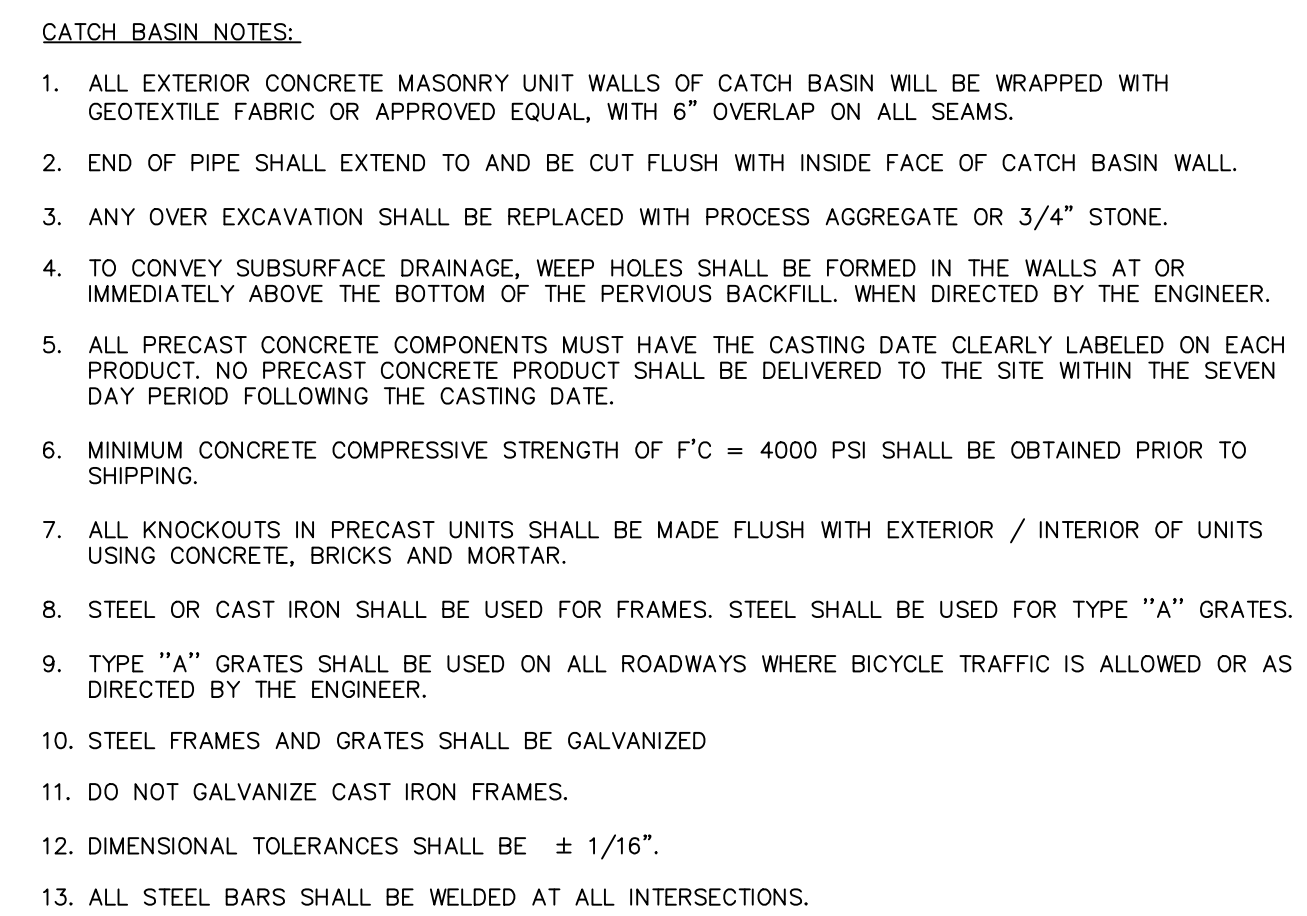 CATCH BASIN NOTES:
1. ALL EXTERIOR CONCRETE MASONRY UNIT WALLS OF CATCH BASIN WILL BE WRAPPED WITH
GEOTEXTILE FABRIC OR APPROVED EQUAL, WITH 6" OVERLAP ON ALL SEAMS.
2. END OF PIPE SHALL EXTEND TO AND BE CUT FLUSH WITH INSIDE FACE OF CATCH BASIN WALL.
3. ANY OVER EXCAVATION SHALL BE REPLACED WITH PROCESS AGGREGATE OR 3/4" STONE.
4. TO CONVEY SUBSURFACE DRAINAGE, WEEP HOLES SHALL BE FORMED IN THE WALLS AT OR
IMMEDIATELY ABOVE THE BOTTOM OF THE PERVIOUS BACKFILL. WHEN DIRECTED BY THE ENGINEER.
5. ALL PRECAST CONCRETE COMPONENTS MUST HAVE THE CASTING DATE CLEARLY LABELED ON EACH
PRODUCT. NO PRECAST CONCRETE PRODUCT SHALL BE DELIVERED TO THE SITE WITHIN THE SEVEN
DAY PERIOD FOLLOWING THE CASTING DATE.
6. MINIMUM CONCRETE COMPRESSIVE STRENGTH OF F'C = 4000 PSI SHALL BE OBTAINED PRIOR TO
SHIPPING.
7. ALL KNOCKOUTS IN PRECAST UNITS SHALL BE MADE FLUSH WITH EXTERIOR / INTERIOR OF UNITS
USING CONCRETE, BRICKS AND MORTAR.
8. STEEL OR CAST IRON SHALL BE USED FOR FRAMES. STEEL SHALL BE USED FOR TYPE "A" GRATES.
9. TYPE "A" GRATES SHALL BE USED ON ALL ROADWAYS WHERE BICYCLE TRAFFIC IS ALLOWED OR AS
DIRECTED BY THE ENGINEER.
10. STEEL FRAMES AND GRATES SHALL BE GALVANIZED
11. DO NOT GALVANIZE CAST IRON FRAMES.
12. DIMENSIONAL TOLERANCES SHALL BE ± 1/16".
13. ALL STEEL BARS SHALL BE WELDED AT ALL INTERSECTIONS.